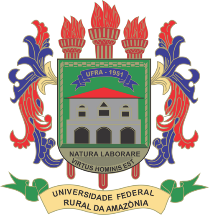 UFRA - 1951
NATURA LABORARE
VIRTUS HOMINIS EST
UNIVERSIDADE FEDERAL
RURAL DA AMAZÔNIA